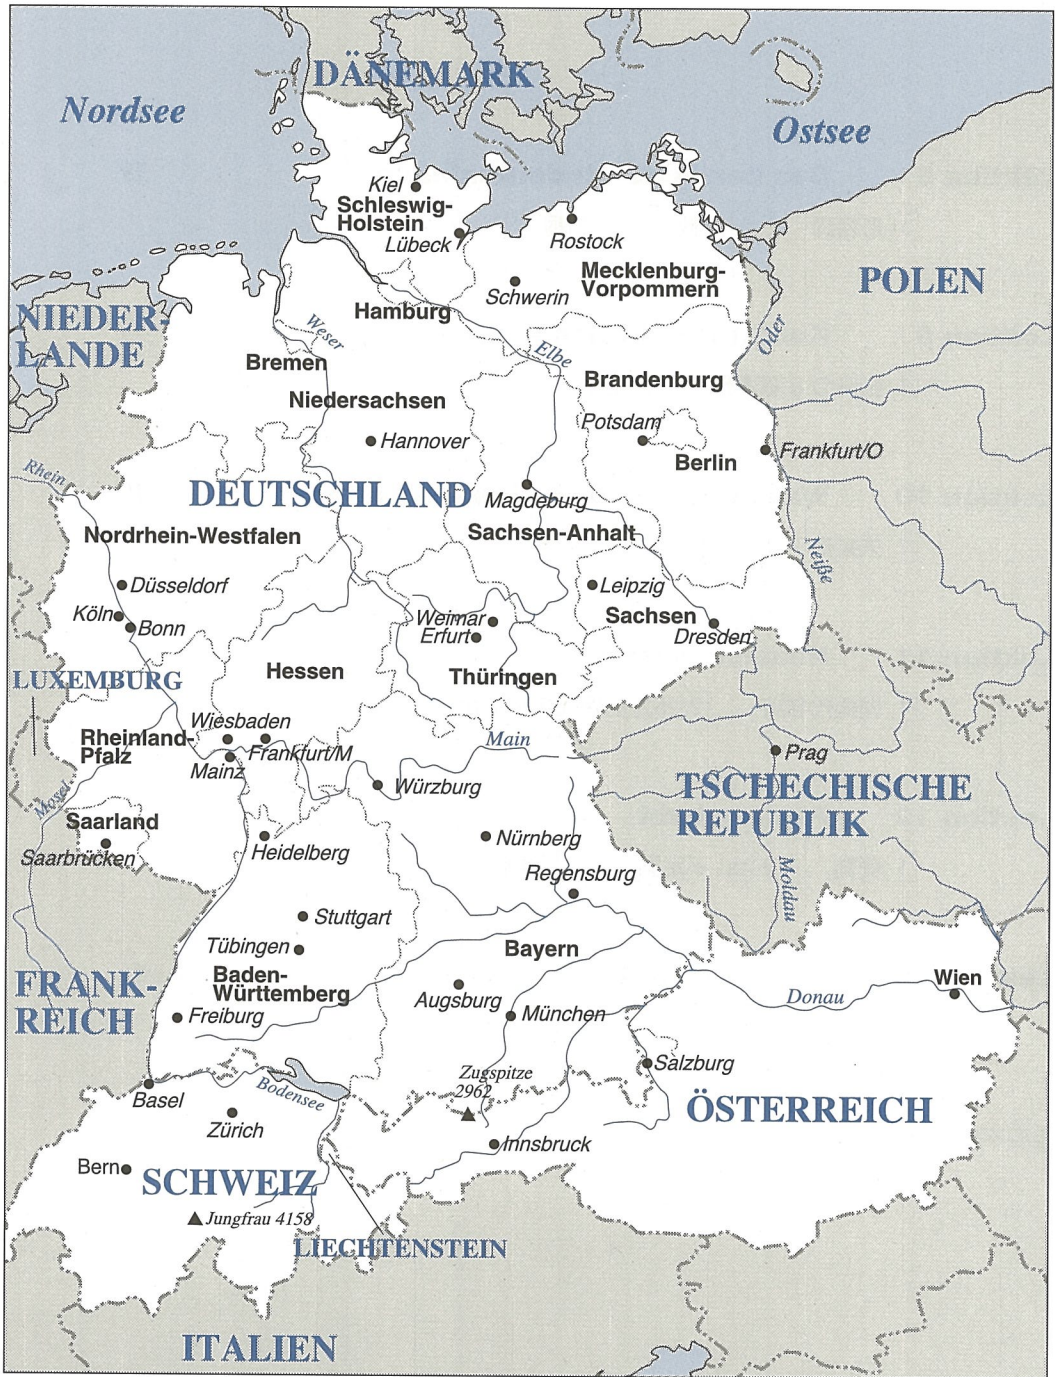 DÄNEMARK
Nordsee
Ostsee
Kiel
Schleswig-
Holstein
Lübeck
Rostock
Mecklenburg-
Vorpommern
Schwerin
POLEN
NIEDER-
LANDE
Hamburg
Weser
Elbe
Oder
Bremen
Niedersachsen
Brandenburg
Potsdam
Hannover
Berlin
Frankfurt/O
Rhein
DEUTSCHLAND
Magdeburg
Nordrhein-Westfalen
Sachsen-Anhalt
Neiße
Düsseldorf
Leipzig
Köln
Bonn
Weimar
Erfurt
Sachsen
Dresden
LUXEMBURG
Hessen
Thüringen
Wiesbaden
Rheinland-
Pfalz
Frankfurt/M
Mainz
Main
Prag
Mosel
Würzburg
TSCHECHISCHE
REPUBLIK
Saarland
Saarbrücken
Heidelberg
Nürnberg
Regensburg
Moldau
Stuttgart
Tübingen
Bayern
FRANK-
REICH
Baden-
Württemberg
Augsburg
Wien
Donau
Freiburg
München
Salzburg
Zugspitze
2962
Basel
Bodensee
ÖSTERREICH
Zürich
Innsbruck
Bern
SCHWEIZ
Jungfrau 4158
LIECHTENSTEIN
ITALIEN